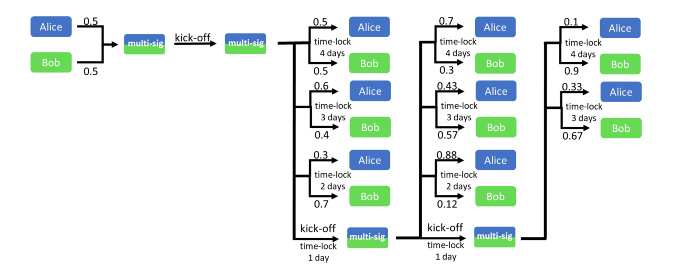 Alice
0.5
Bob
0.5
multi-sig
kick-off
multi-sig
0.5
Alice
time-lock
4 days
0.5
Bob
0.6
Alice
time-lock
3 days
0.4
Bob
0.3
Alice
time-lock
2 days
0.7
Bob
kick-off
time-lock
1 day
multi-sig
0.7
Alice
time-lock
4 days
0.3
Bob
0.43
Alice
time-lock
3 days
0.57
Bob
0.88
Alice
time-lock
2 days
0.12
Bob
kick-off
time-lock
1 day
multi-sig
0.1
Alice
time-lock
4 days
0.9
Bob
0.33
Alice
time-lock
3 days
0.67
Bob